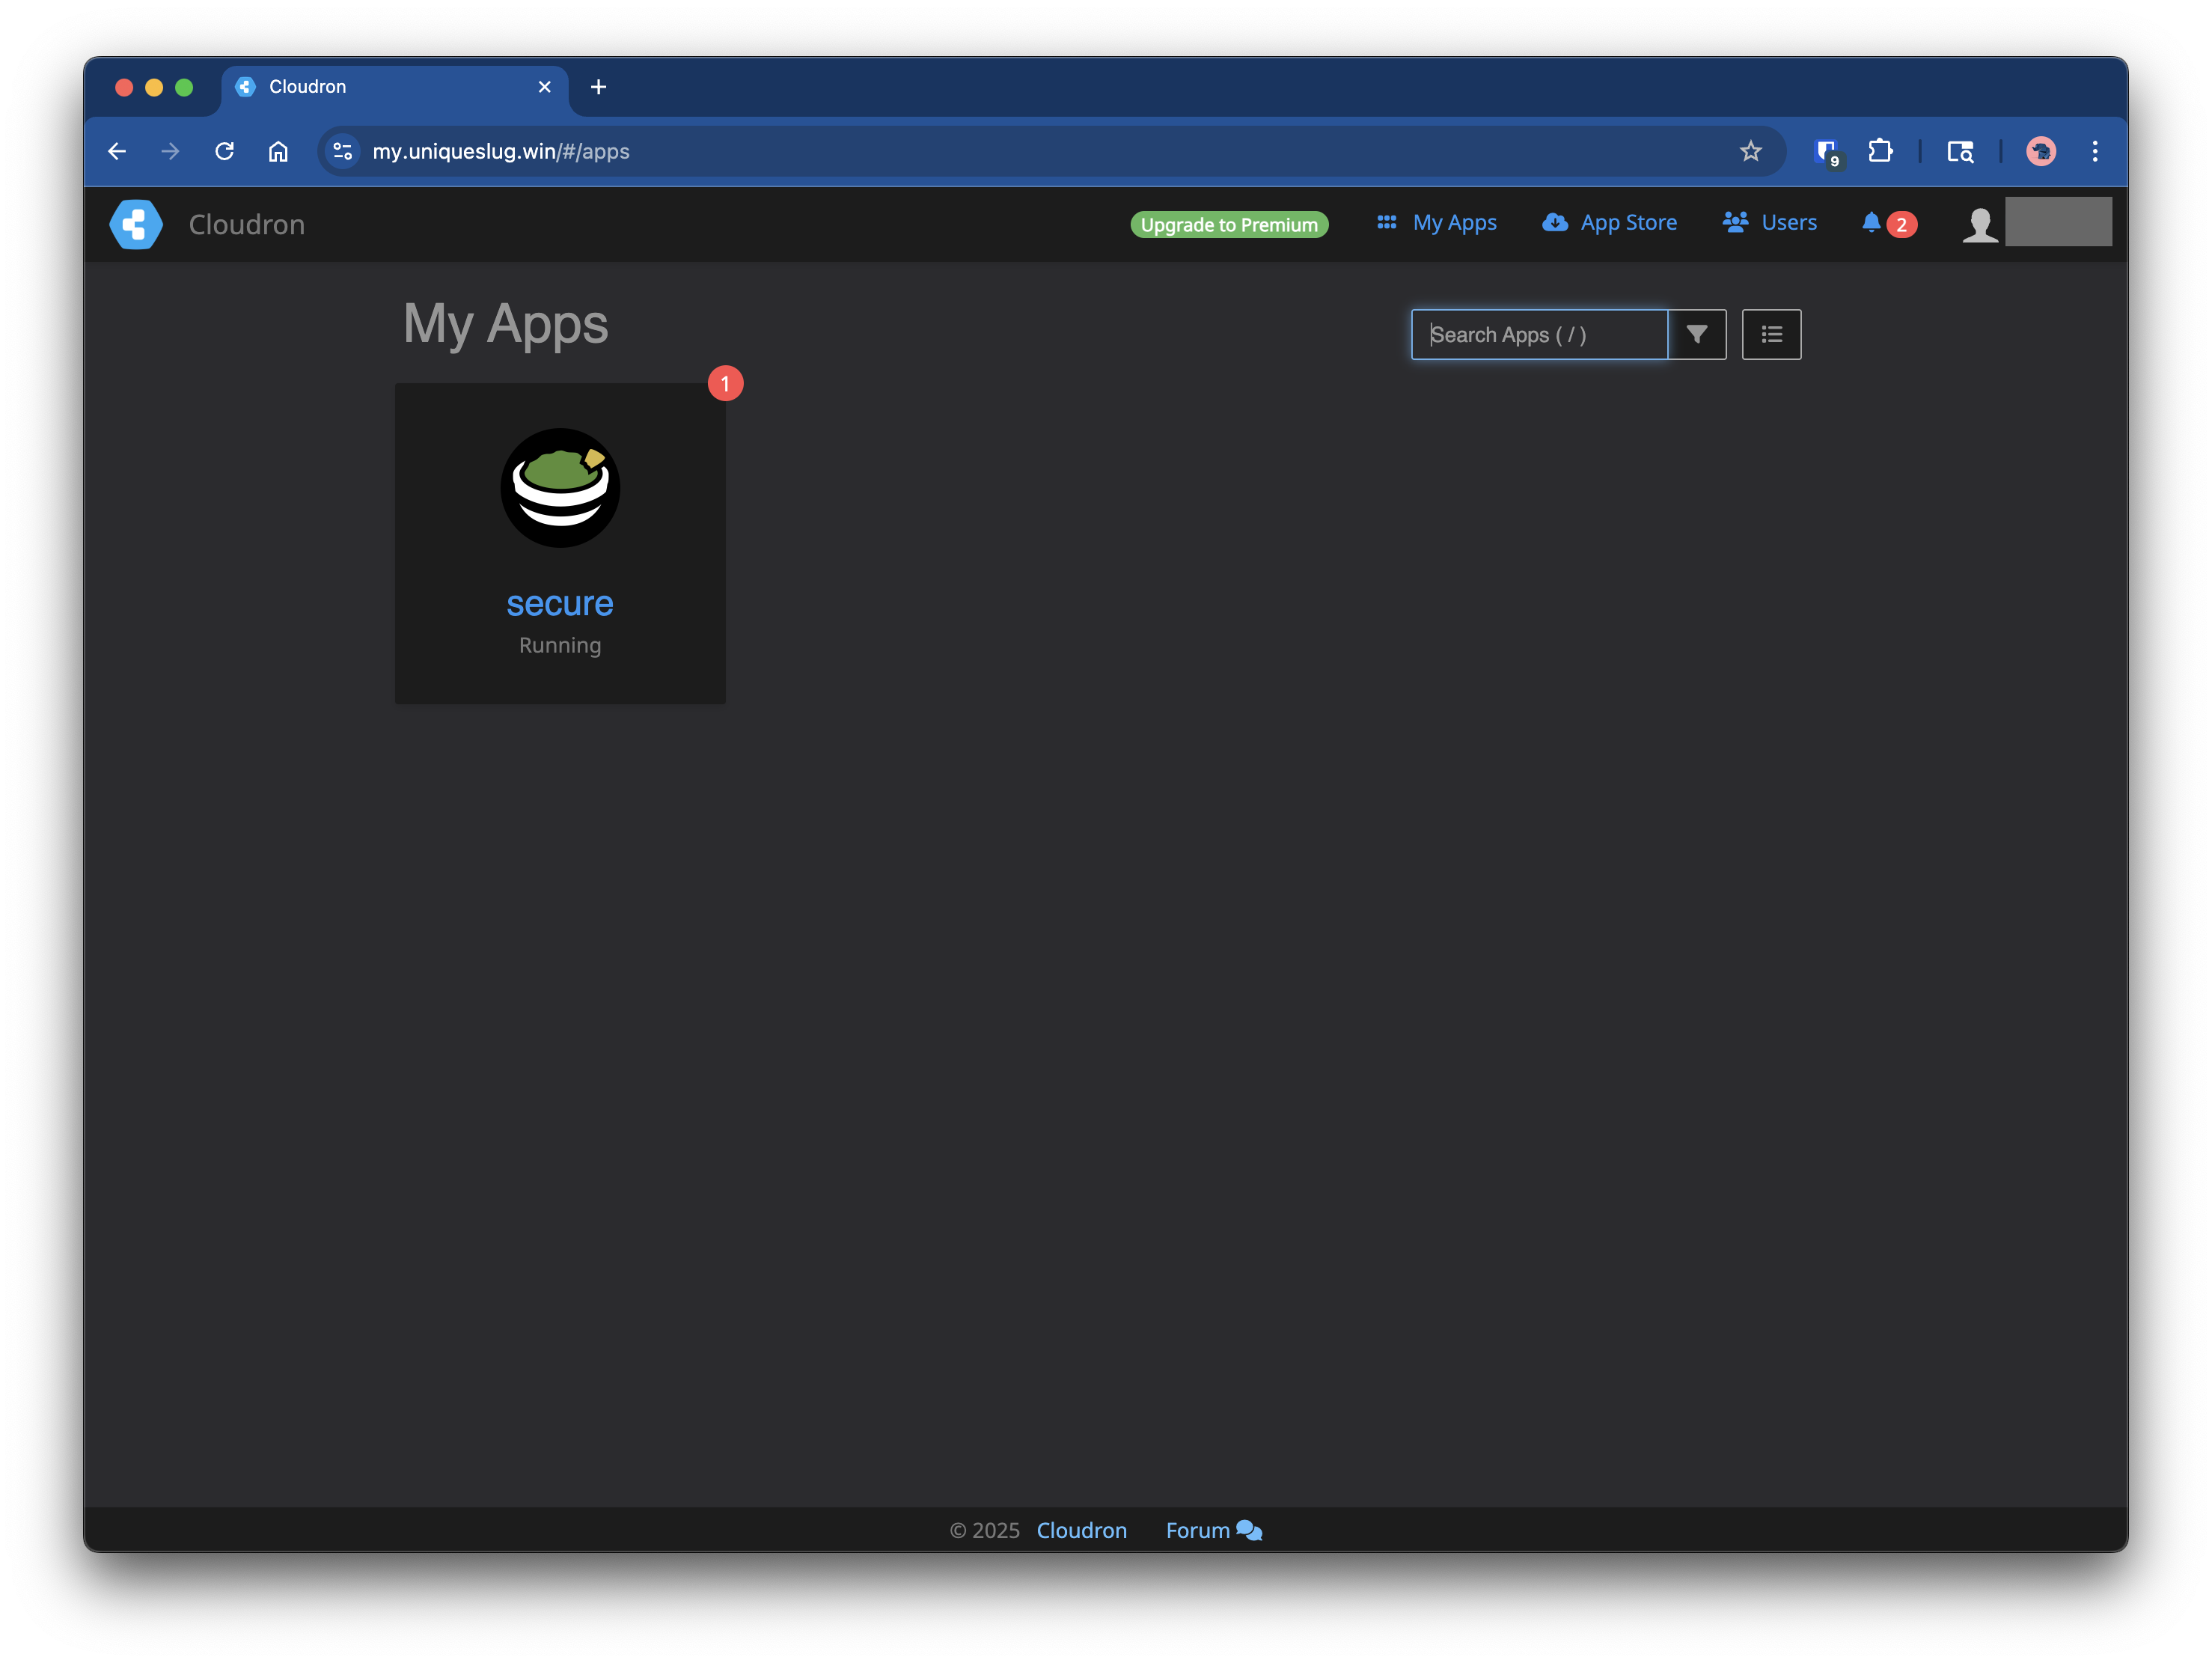 Cloudron
my.uniqueslug.win/#/apps
9
Cloudron
Upgrade to Premium
My Apps
App Store
Users
2
My Apps
Search Apps ( / )
1
secure
Running
© 2025 Cloudron Forum